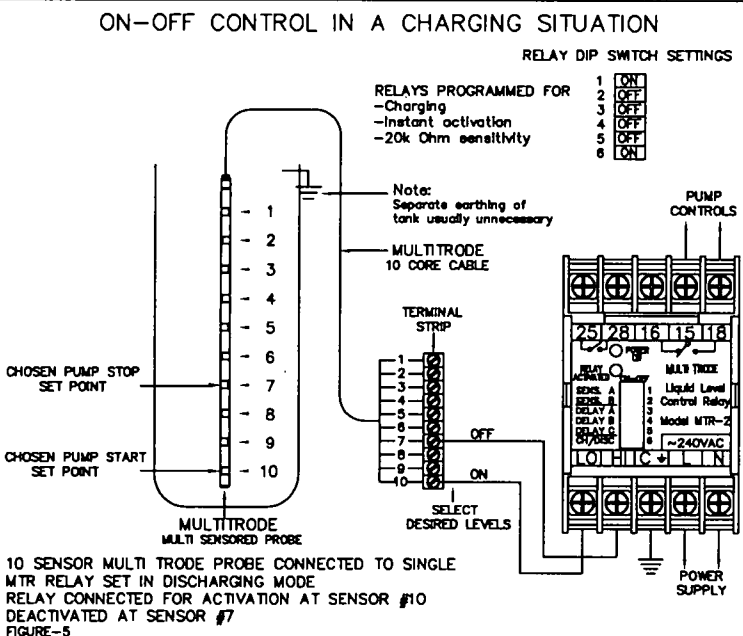 ON-OFF CONTROL IN A CHARGING SITUATION
RELAY DIP SWITCH SETTINGS
1 ON
2 OFF
3 OFF
4 OFF
5 OFF
6 ON
RELAYS PROGRAMMED FOR
-Charging
-Instant activation
-20k Ohm sensitivity
Note:
Separate earthing of
tank usually unnecessary
MULTITRODE
10 CORE CABLE
PUMP
CONTROLS
1
2
3
4
5
6
7
8
9
10
CHOSEN PUMP STOP
SET POINT
CHOSEN PUMP START
SET POINT
TERMINAL
STRIP
1
2
3
4
5
6
7
8
9
10
OFF
ON
SELECT
DESIRED LEVELS
25 28 16 15 18
POWER
RELAY
ACTIVATED
MULTI TRODE
SENS. A 1 Liquid Level
SENS. B 2 Control Relay
DELAY A 3
DELAY B 4 Model MTR-2
DELAY C 5
CH/DISC 6 ~240VAC
LO HI C L N
POWER
SUPPLY
MULTITRODE
MULTI SENSORED PROBE
10 SENSOR MULTI TRODE PROBE CONNECTED TO SINGLE
MTR RELAY SET IN DISCHARGING MODE
RELAY CONNECTED FOR ACTIVATION AT SENSOR #10
DEACTIVATED AT SENSOR #7
FIGURE-5